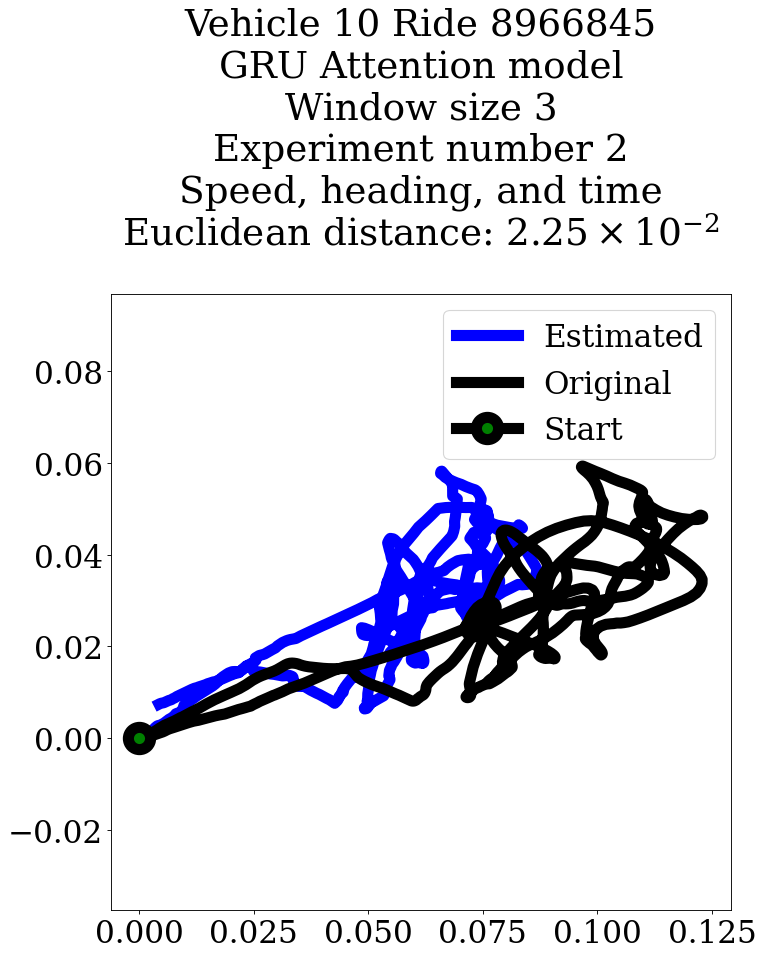 Vehicle 10 Ride 8966845
GRU Attention model
Window size 3
Experiment number 2
Speed, heading, and time
Euclidean distance: 2.25 × 10⁻²
Estimated
Original
Start
0.08
0.06
0.04
0.02
0.00
−0.02
0.000 0.025 0.050 0.075 0.100 0.125